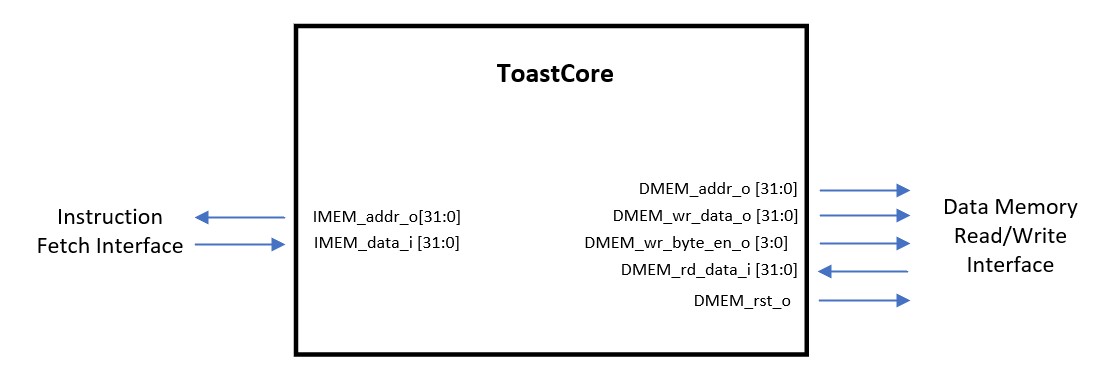 ToastCore
Instruction
Fetch Interface
IMEM_addr_o[31:0]
IMEM_data_i [31:0]
DMEM_addr_o [31:0]
DMEM_wr_data_o [31:0]
DMEM_wr_byte_en_o [3:0]
DMEM_rd_data_i [31:0]
DMEM_rst_o
Data Memory
Read/Write
Interface